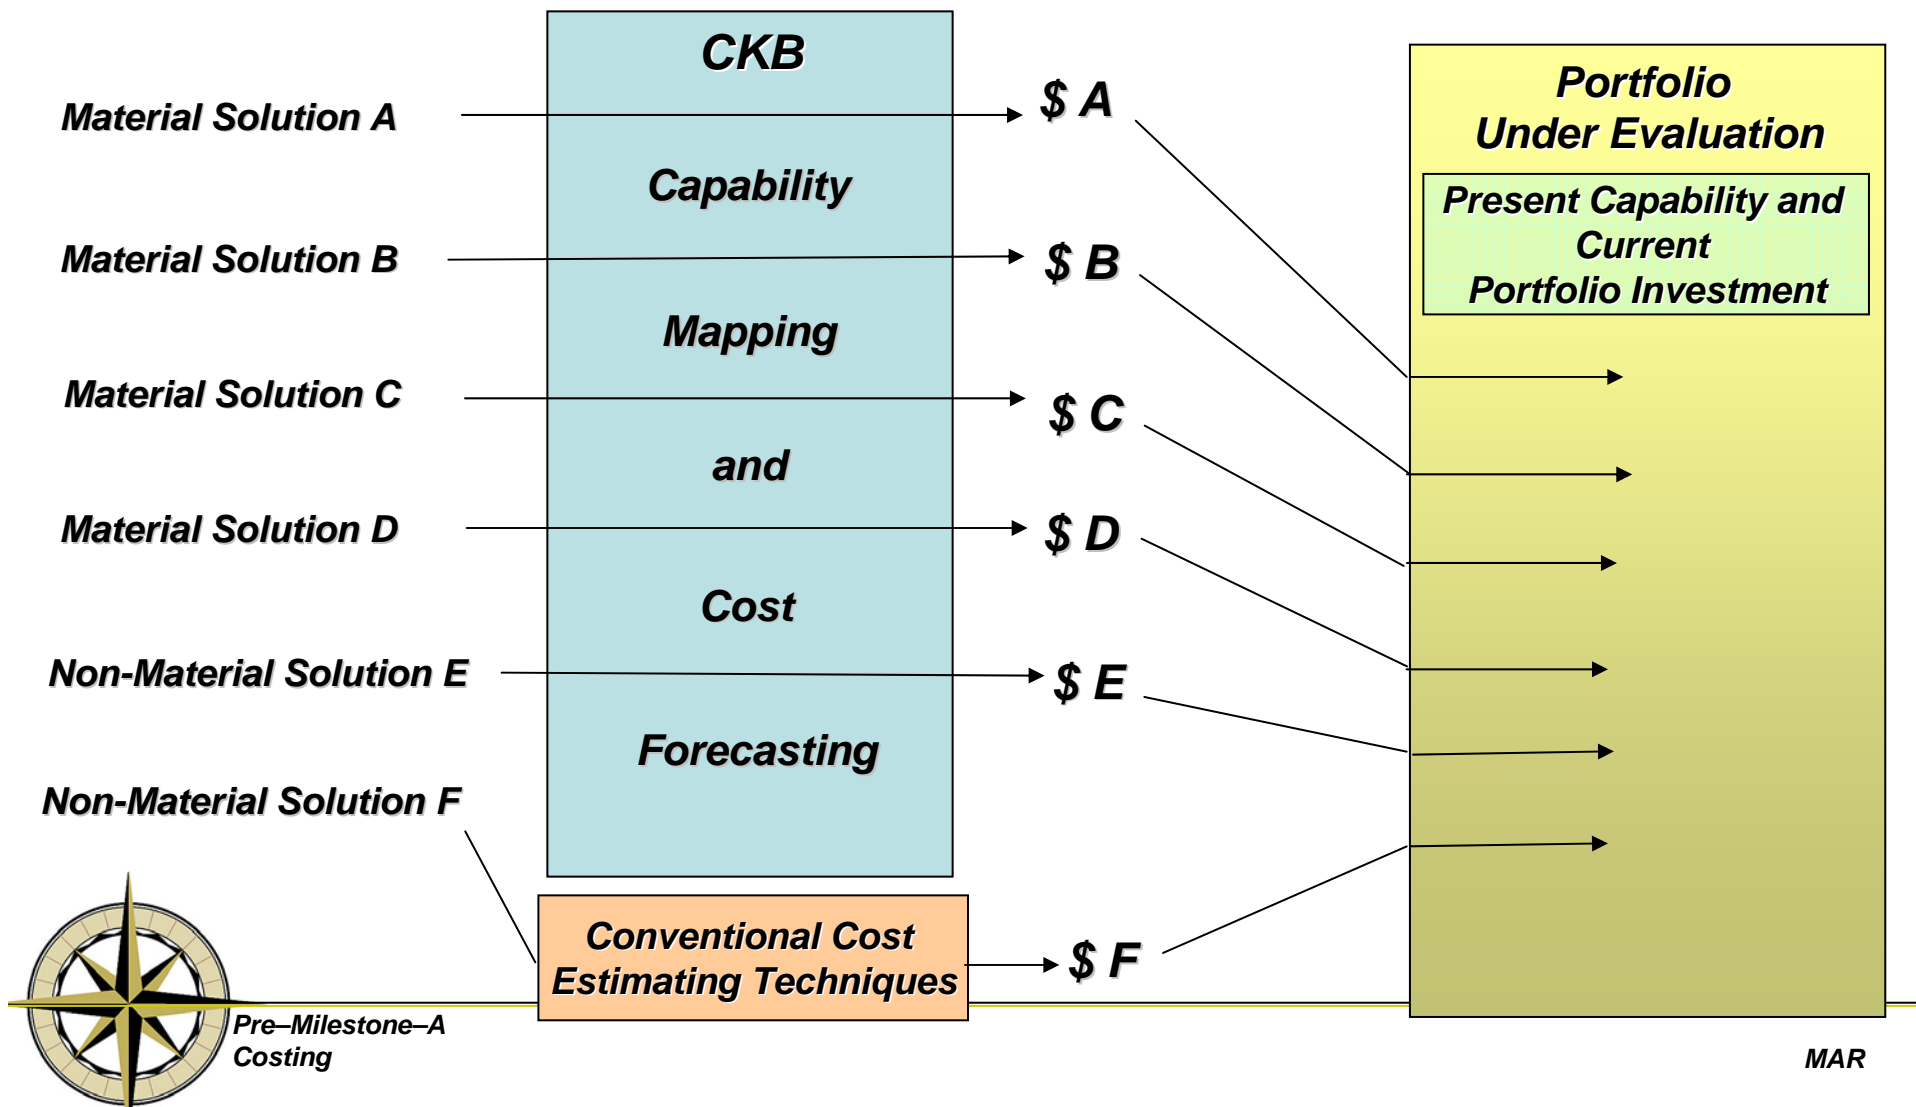 CKB
Material Solution A
$ A
Capability
Material Solution B
$ B
Mapping
Material Solution C
$ C
and
Material Solution D
$ D
Cost
Non-Material Solution E
$ E
Forecasting
Non-Material Solution F
Conventional Cost
Estimating Techniques
$ F
Portfolio
Under Evaluation
Present Capability and
Current
Portfolio Investment
Pre–Milestone–A
Costing
MAR